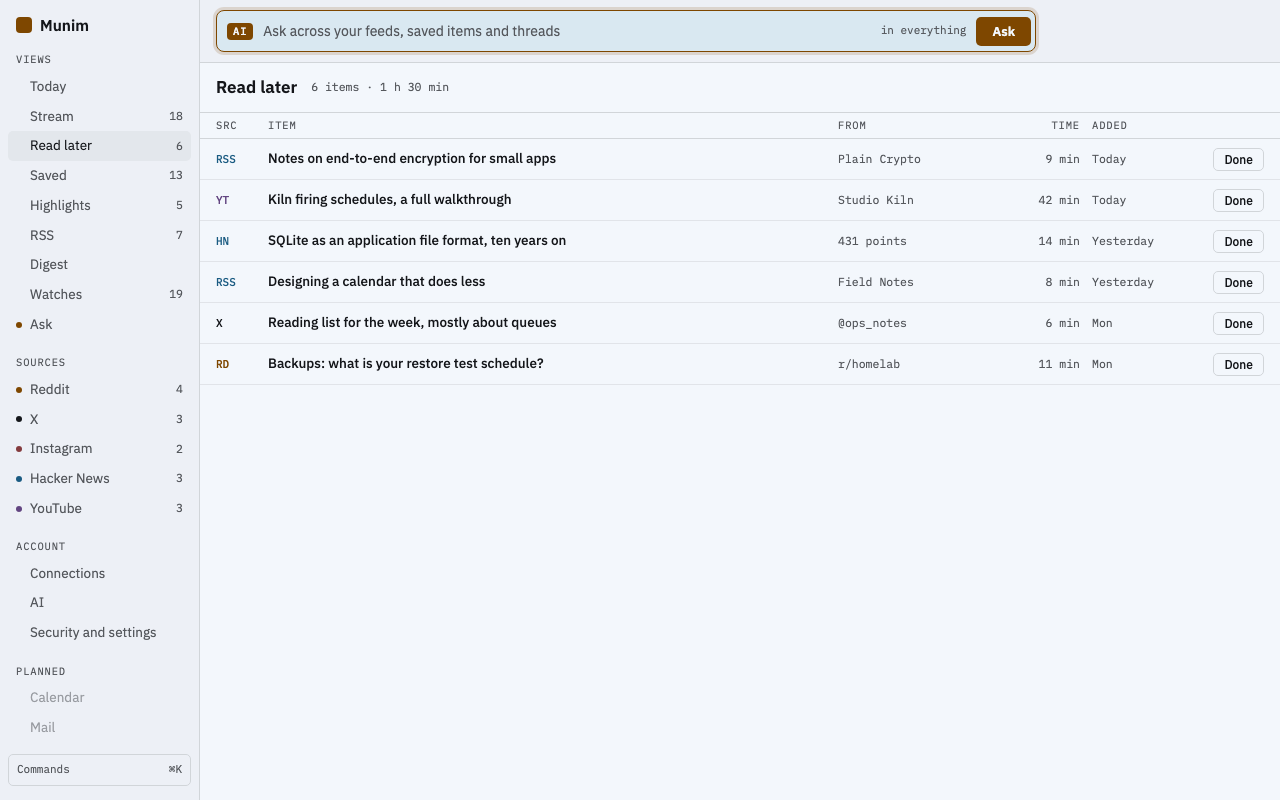 Munim
VIEWS
Today
Stream 18
Read later 6
Saved 13
Highlights 5
RSS 7
Digest
Watches 19
Ask
SOURCES
Reddit 4
X 3
Instagram 2
Hacker News 3
YouTube 3
ACCOUNT
Connections
AI
Security and settings
PLANNED
Calendar
Mail
Commands ⌘K
AI Ask across your feeds, saved items and threads in everything Ask
Read later 6 items · 1 h 30 min
SRC ITEM FROM TIME ADDED
RSS Notes on end-to-end encryption for small apps Plain Crypto 9 min Today Done
YT Kiln firing schedules, a full walkthrough Studio Kiln 42 min Today Done
HN SQLite as an application file format, ten years on 431 points 14 min Yesterday Done
RSS Designing a calendar that does less Field Notes 8 min Yesterday Done
X Reading list for the week, mostly about queues @ops_notes 6 min Mon Done
RD Backups: what is your restore test schedule? r/homelab 11 min Mon Done